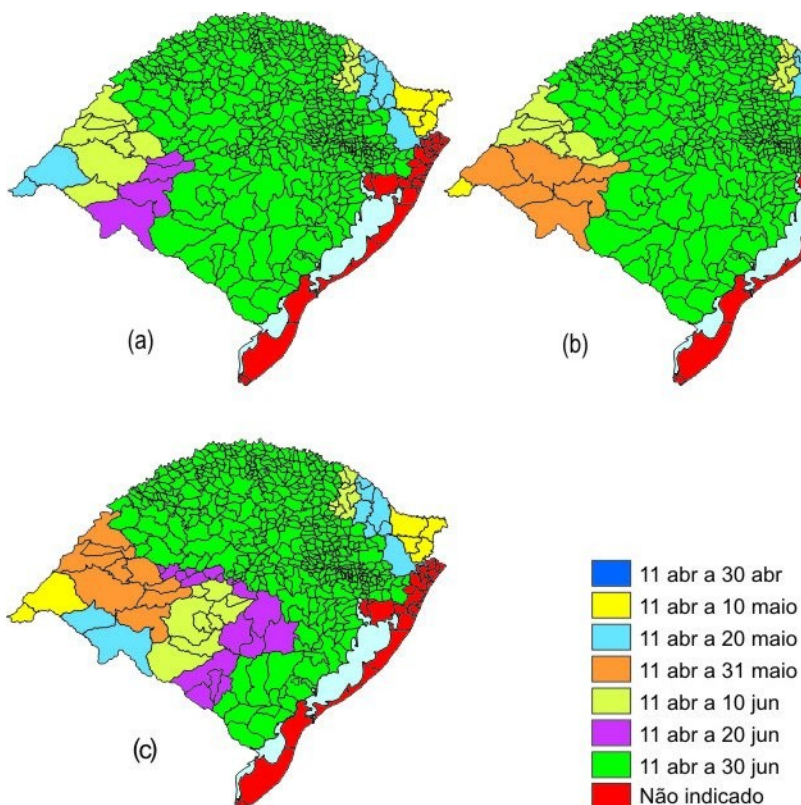 (a)
(b)
(c)
11 abr a 30 abr
11 abr a 10 maio
11 abr a 20 maio
11 abr a 31 maio
11 abr a 10 jun
11 abr a 20 jun
11 abr a 30 jun
Não indicado